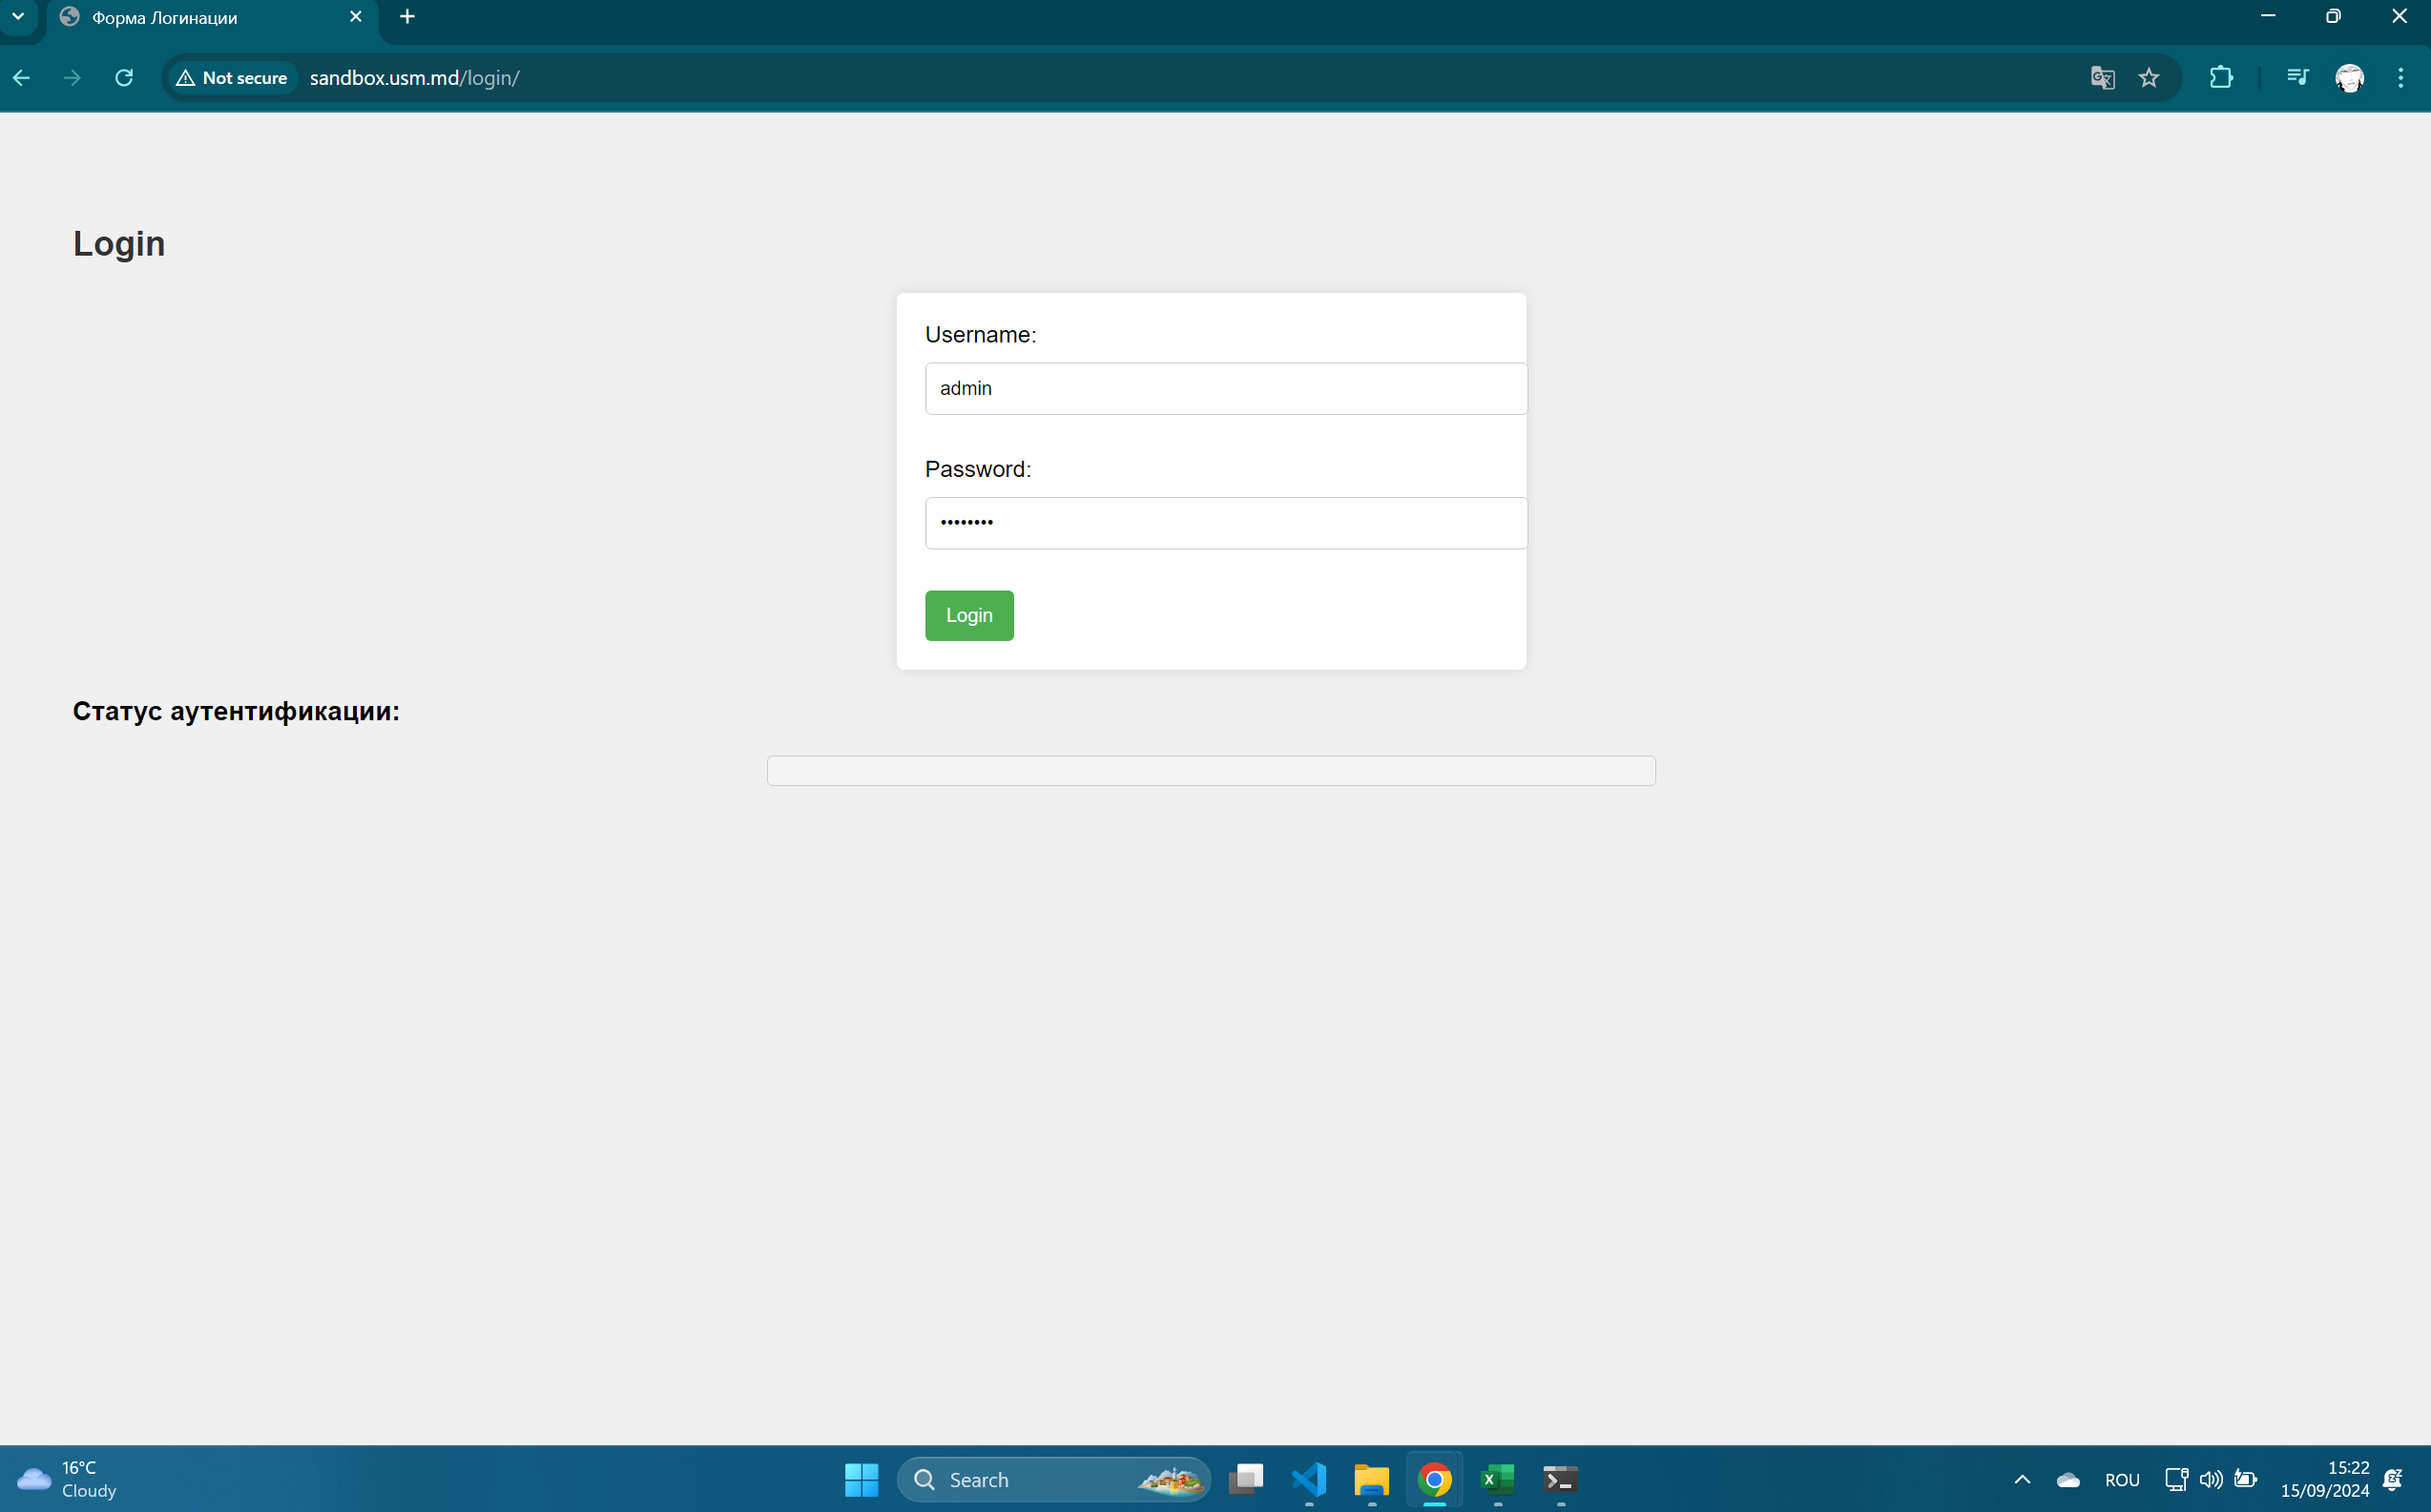 Форма Логинации
Not secure
sandbox.usm.md/login/
Login
Username:
admin
Password:
••••••••
Login
Статус аутентификации:
16°C
Cloudy
Search
ROU
15:22
15/09/2024